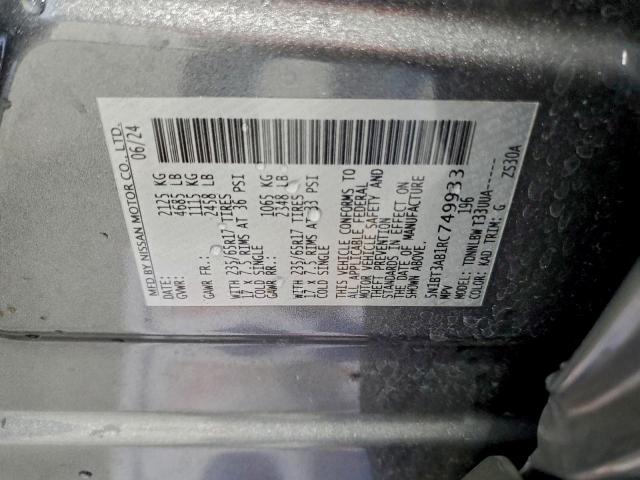 MFD BY NISSAN MOTOR CO., LTD.
DATE: 06/24
GVWR: 2125 KG
4685 LB
GAWR FR.: 1115 KG
2458 LB
WITH 235/65R17 TIRES
17 X 7.5 RIMS AT 36 PSI
COLD SINGLE
GAWR RR.: 1065 KG
2348 LB
WITH 235/65R17 TIRES
17 X 7.5 RIMS AT 33 PSI
COLD SINGLE
THIS VEHICLE CONFORMS TO
ALL APPLICABLE FEDERAL
MOTOR VEHICLE SAFETY AND
THEFT PREVENTION
STANDARDS IN EFFECT ON
THE DATE OF MANUFACTURE
SHOWN ABOVE.
5N1BT3AB1RC749933
MPV 196
MODEL: TDNNLBW T33UUA-----
COLOR: KAD TRIM: G ZS30A